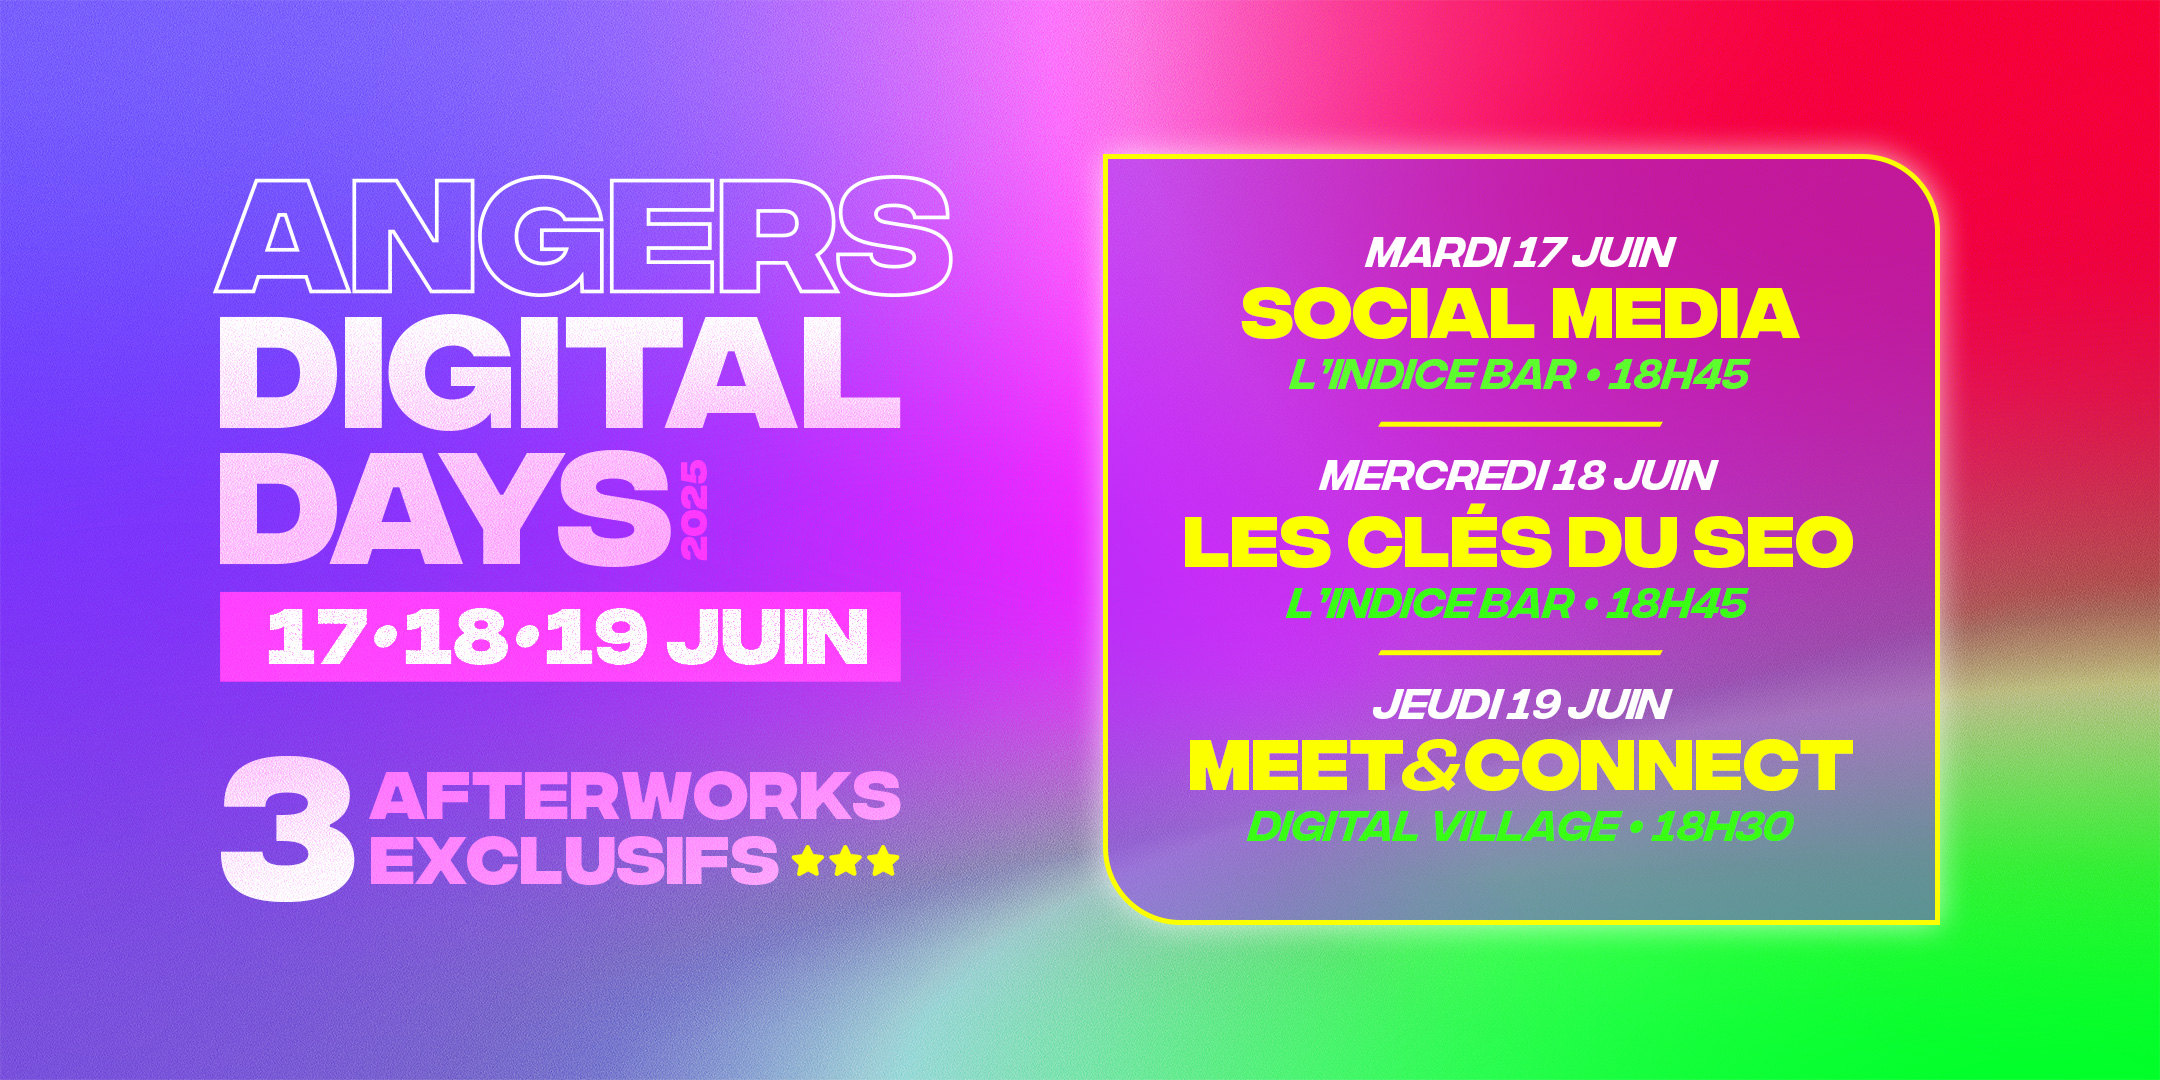 ANGERS
DIGITAL
DAYS 2025
17•18•19 JUIN
3 AFTERWORKS
EXCLUSIFS
MARDI 17 JUIN
SOCIAL MEDIA
L'INDICE BAR • 18H45
MERCREDI 18 JUIN
LES CLÉS DU SEO
L'INDICE BAR • 18H45
JEUDI 19 JUIN
MEET&CONNECT
DIGITAL VILLAGE • 18H30